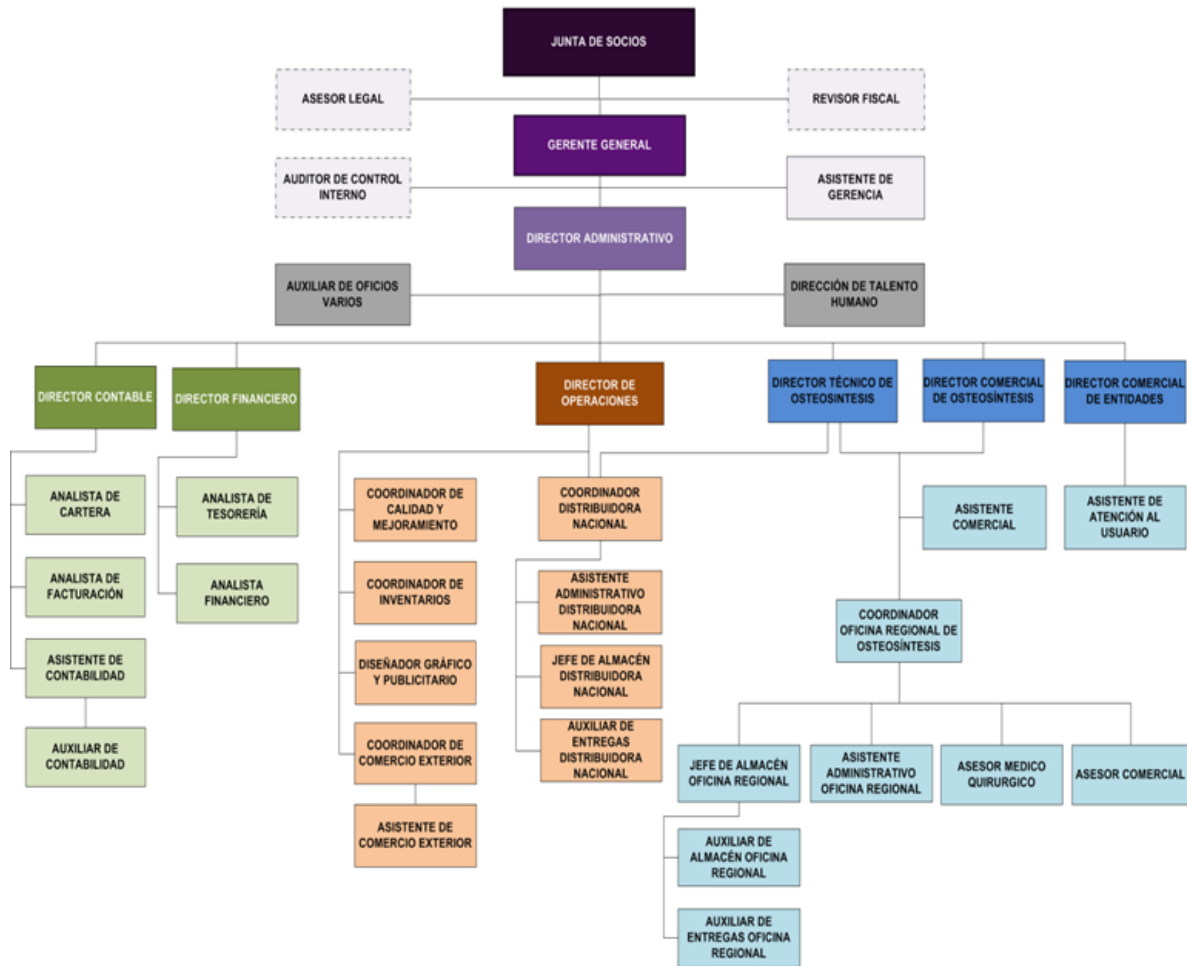 JUNTA DE SOCIOS
ASESOR LEGAL
REVISOR FISCAL
GERENTE GENERAL
AUDITOR DE CONTROL
INTERNO
ASISTENTE DE
GERENCIA
DIRECTOR ADMINISTRATIVO
AUXILIAR DE OFICIOS
VARIOS
DIRECCIÓN DE TALENTO
HUMANO
DIRECTOR CONTABLE
DIRECTOR FINANCIERO
DIRECTOR DE
OPERACIONES
DIRECTOR TÉCNICO DE
OSTEOSINTESIS
DIRECTOR COMERCIAL
DE OSTEOSÍNTESIS
DIRECTOR COMERCIAL
DE ENTIDADES
ANALISTA DE
CARTERA
ANALISTA DE
FACTURACIÓN
ASISTENTE DE
CONTABILIDAD
AUXILIAR DE
CONTABILIDAD
ANALISTA DE
TESORERÍA
ANALISTA
FINANCIERO
COORDINADOR DE
CALIDAD Y
MEJORAMIENTO
COORDINADOR DE
INVENTARIOS
DISEÑADOR GRÁFICO
Y PUBLICITARIO
COORDINADOR DE
COMERCIO EXTERIOR
ASISTENTE DE
COMERCIO EXTERIOR
COORDINADOR
DISTRIBUIDORA
NACIONAL
ASISTENTE
ADMINISTRATIVO
DISTRIBUIDORA
NACIONAL
JEFE DE ALMACÉN
DISTRIBUIDORA
NACIONAL
AUXILIAR DE
ENTREGAS
DISTRIBUIDORA
NACIONAL
ASISTENTE
COMERCIAL
ASISTENTE DE
ATENCIÓN AL
USUARIO
COORDINADOR
OFICINA REGIONAL DE
OSTEOSÍNTESIS
JEFE DE ALMACÉN
OFICINA REGIONAL
ASISTENTE
ADMINISTRATIVO
OFICINA REGIONAL
ASESOR MEDICO
QUIRURGICO
ASESOR COMERCIAL
AUXILIAR DE
ALMACÉN OFICINA
REGIONAL
AUXILIAR DE
ENTREGAS OFICINA
REGIONAL